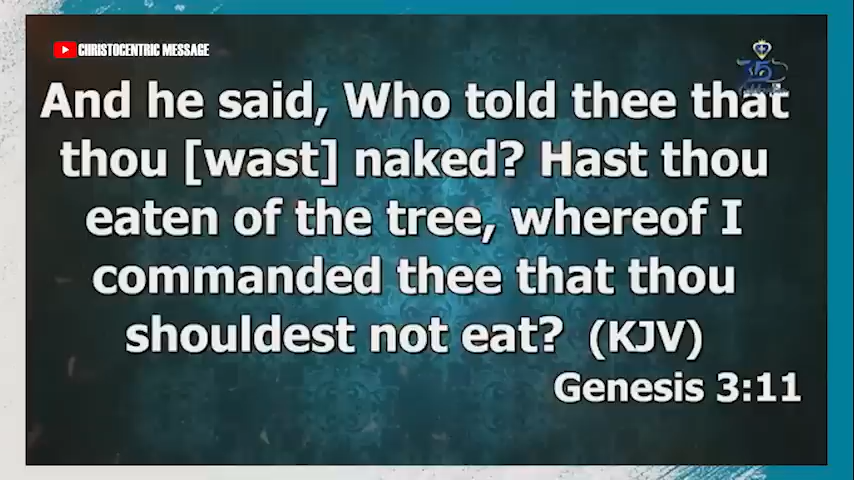 CHRISTOCENTRIC MESSAGE
And he said, Who told thee that
thou [wast] naked? Hast thou
eaten of the tree, whereof I
commanded thee that thou
shouldest not eat? (KJV)
Genesis 3:11